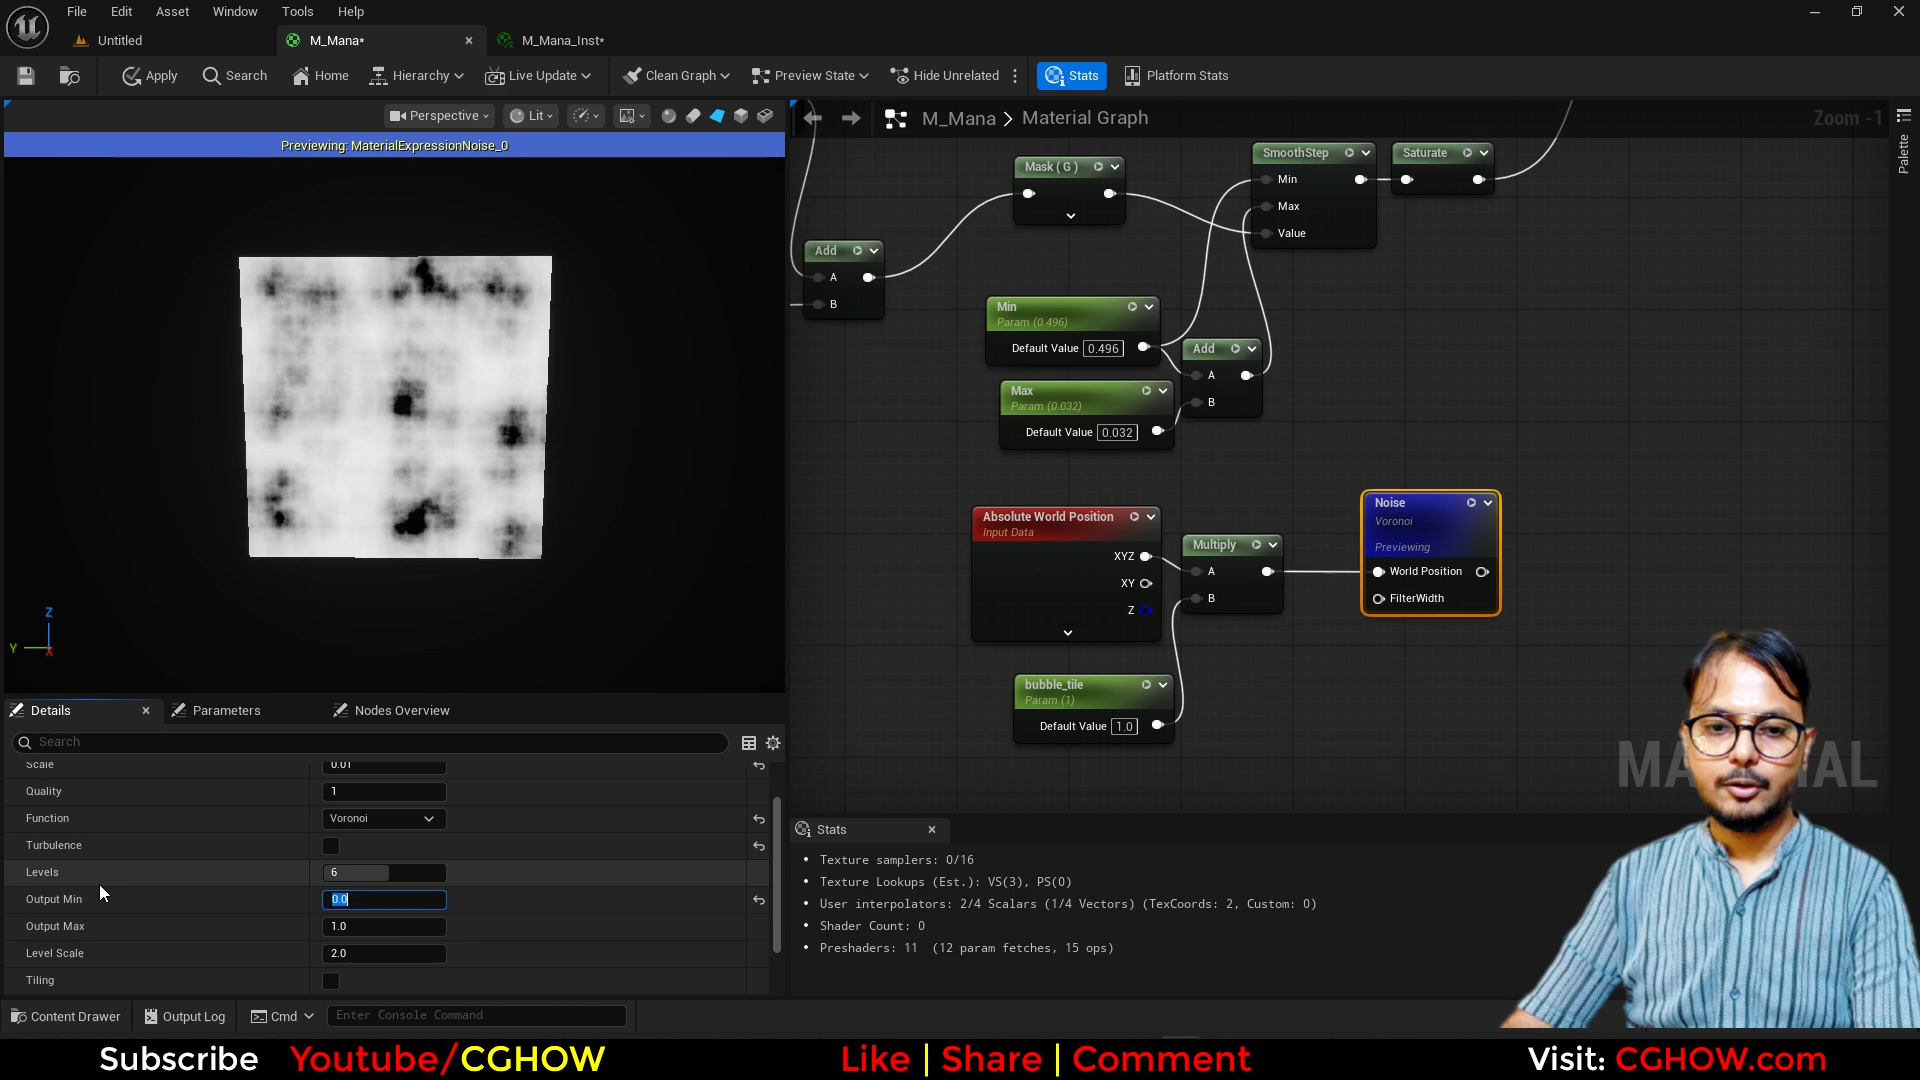 File Edit Asset Window Tools Help
Untitled M_Mana* M_Mana_Inst*
Apply Search Home Hierarchy Live Update Clean Graph Preview State Hide Unrelated Stats Platform Stats
Perspective Lit
M_Mana > Material Graph Zoom -1
Palette
Previewing: MaterialExpressionNoise_0
Mask ( G )
SmoothStep
Min
Max
Value
Saturate
Add
A
B
Min
Param (0.496)
Default Value 0.496
Add
A
B
Max
Param (0.032)
Default Value 0.032
Absolute World Position
Input Data
XYZ
XY
Z
Multiply
A
B
Noise
Voronoi
Previewing
World Position
FilterWidth
bubble_tile
Param (1)
Default Value 1.0
Z
Y
X
Details Parameters Nodes Overview
Search
Scale 0.01
Quality 1
Function Voronoi
Turbulence
Levels 6
Output Min 0.0
Output Max 1.0
Level Scale 2.0
Tiling
Stats
• Texture samplers: 0/16
• Texture Lookups (Est.): VS(3), PS(0)
• User interpolators: 2/4 Scalars (1/4 Vectors) (TexCoords: 2, Custom: 0)
• Shader Count: 0
• Preshaders: 11 (12 param fetches, 15 ops)
Content Drawer Output Log Cmd Enter Console Command
Subscribe Youtube/CGHOW Like | Share | Comment Visit: CGHOW.com